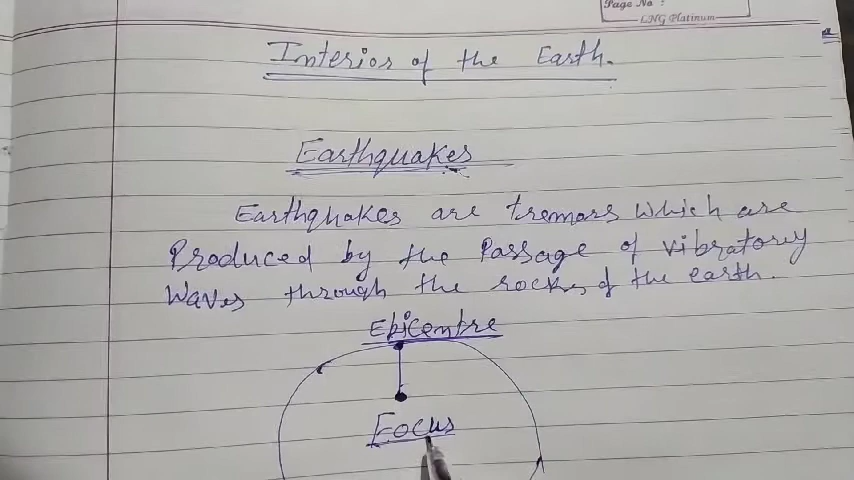 Page No :
LNG Platinum
Interior of the Earth.
Earthquakes
Earthquakes are tremors which are
Produced by the Passage of vibratory
Waves through the rocks of the earth.
Epicentre
Focus